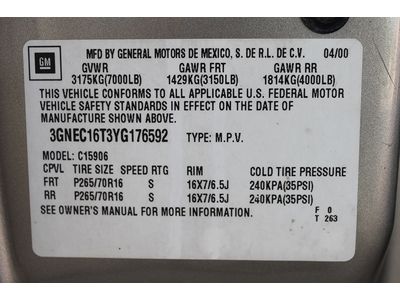 GM
MFD BY GENERAL MOTORS DE MEXICO, S. DE R.L. DE C.V. 04/00
GVWR GAWR FRT GAWR RR
3175KG(7000LB) 1429KG(3150LB) 1814KG(4000LB)
THIS VEHICLE CONFORMS TO ALL APPLICABLE U.S. FEDERAL MOTOR
VEHICLE SAFETY STANDARDS IN EFFECT ON THE DATE OF
MANUFACTURE SHOWN ABOVE.
3GNEC16T3YG176592 TYPE: M.P.V.
MODEL: C15906
CPVL TIRE SIZE SPEED RTG RIM COLD TIRE PRESSURE
FRT P265/70R16 S 16X7/6.5J 240KPA(35PSI)
RR P265/70R16 S 16X7/6.5J 240KPA(35PSI)
SEE OWNER'S MANUAL FOR MORE INFORMATION. F 0
T 263